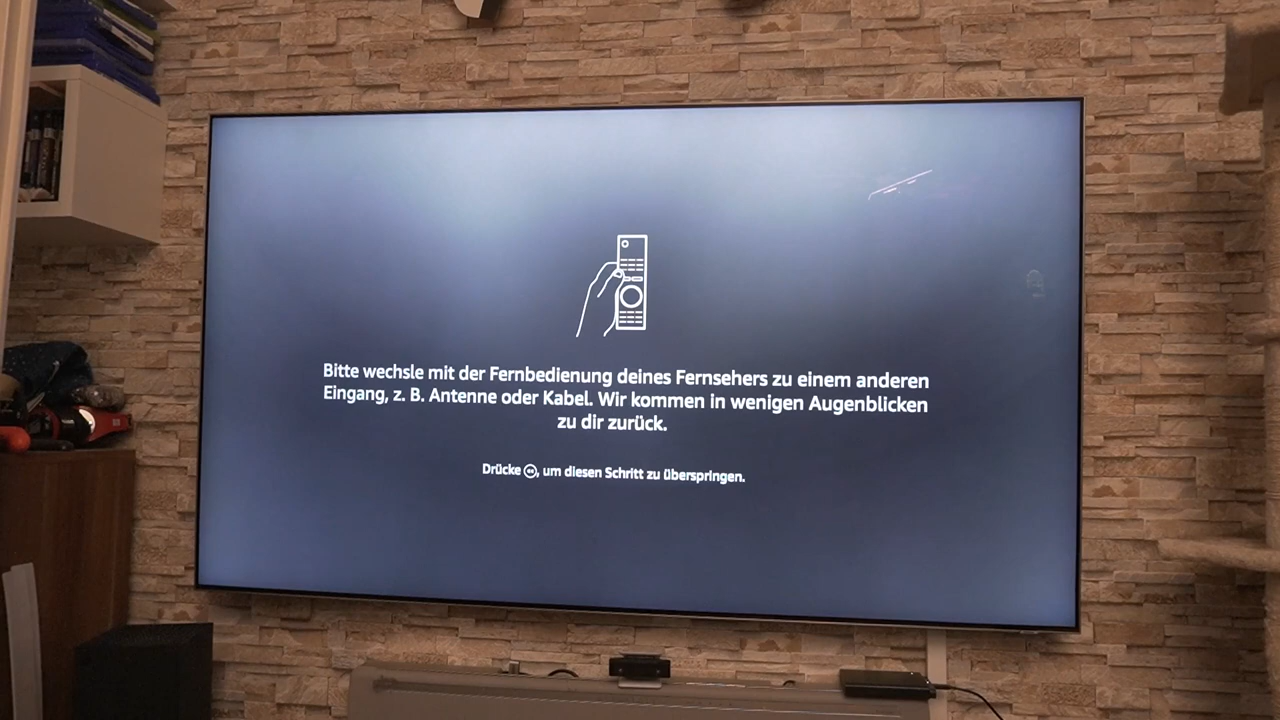 Bitte wechsle mit der Fernbedienung deines Fernsehers zu einem anderen
Eingang, z. B. Antenne oder Kabel. Wir kommen in wenigen Augenblicken
zu dir zurück.
Drücke , um diesen Schritt zu überspringen.